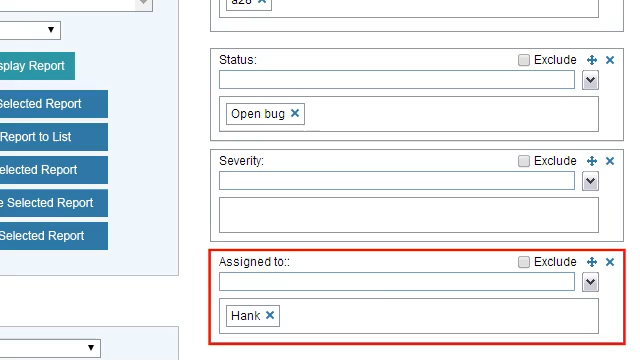 a28
Status:
Exclude
Open bug
Severity:
Exclude
Assigned to::
Exclude
Hank
splay Report
Selected Report
Report to List
elected Report
e Selected Report
Selected Report